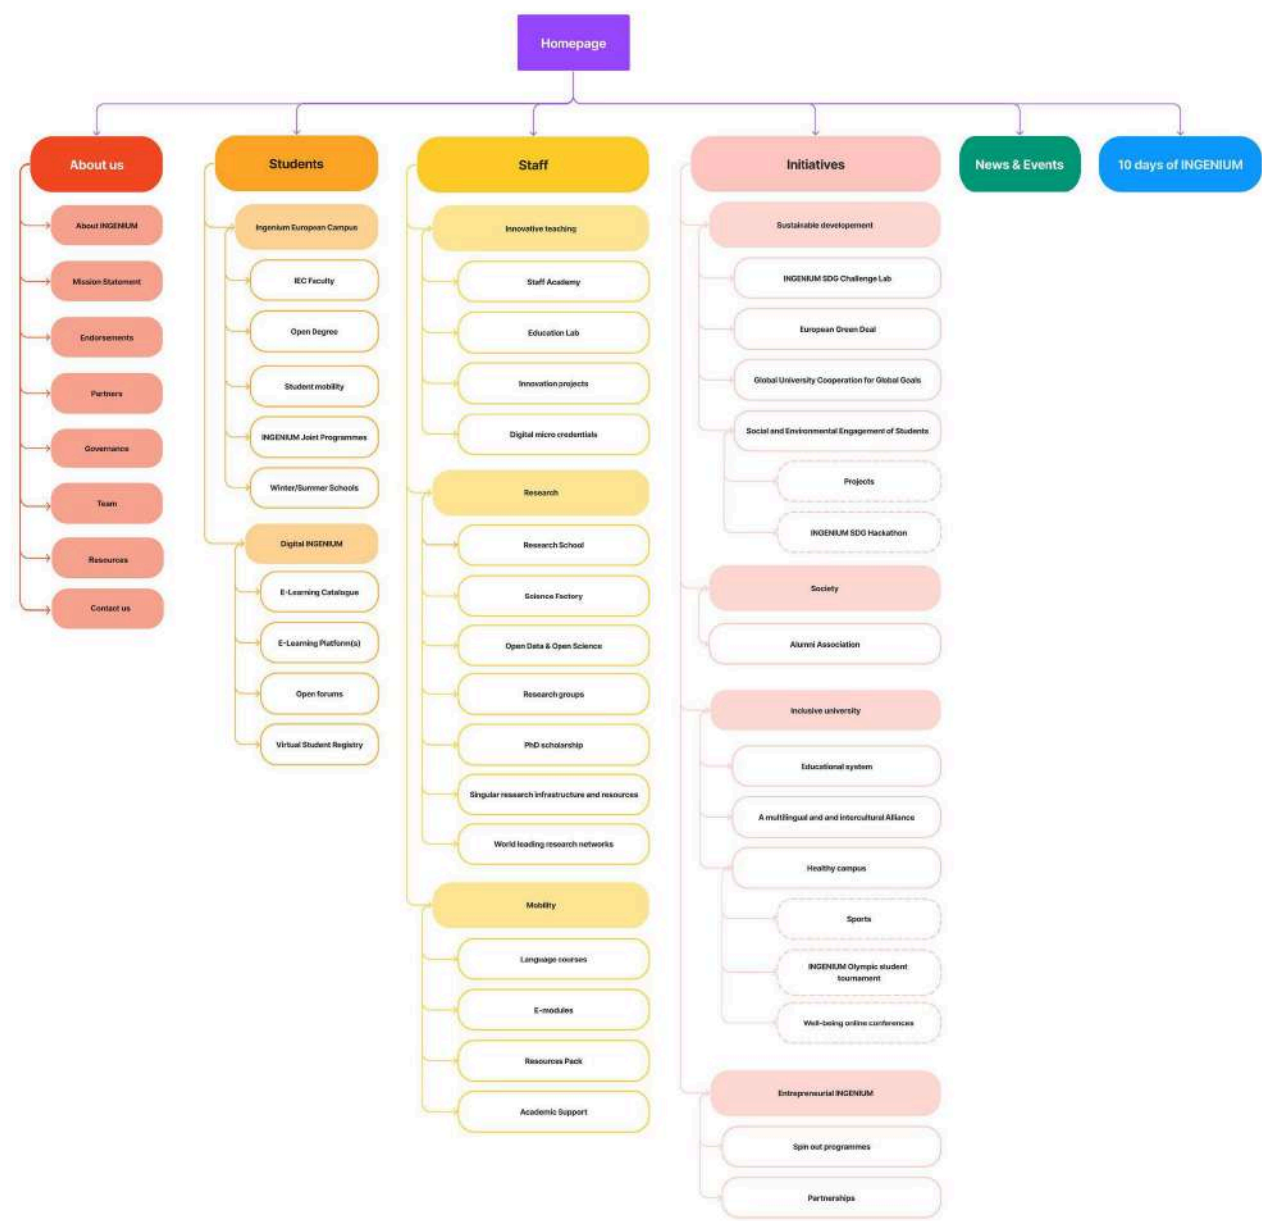 Homepage
About us
About INGENIUM
Mission Statement
Endorsements
Partners
Governance
Team
Resources
Contact us
Students
Ingenium European Campus
IEC Faculty
Open Degree
Student mobility
INGENIUM Joint Programmes
Winter/Summer Schools
Digital INGENIUM
E-Learning Catalogue
E-Learning Platform(s)
Open forums
Virtual Student Registry
Staff
Innovative teaching
Staff Academy
Education Lab
Innovation projects
Digital micro credentials
Research
Research School
Science Factory
Open Data & Open Science
Research groups
PhD scholarship
Singular research infrastructure and resources
World leading research networks
Mobility
Language courses
E-modules
Resources Pack
Academic Support
Initiatives
Sustainable developement
INGENIUM SDG Challenge Lab
European Green Deal
Global University Cooperation for Global Goals
Social and Environmental Engagement of Students
Projects
INGENIUM SDG Hackathon
Society
Alumni Association
Inclusive university
Educational system
A multilingual and and intercultural Alliance
Healthy campus
Sports
INGENIUM Olympic student
tournament
Well-being online conferences
Entrepreneurial INGENIUM
Spin out programmes
Partnerships
News & Events
10 days of INGENIUM